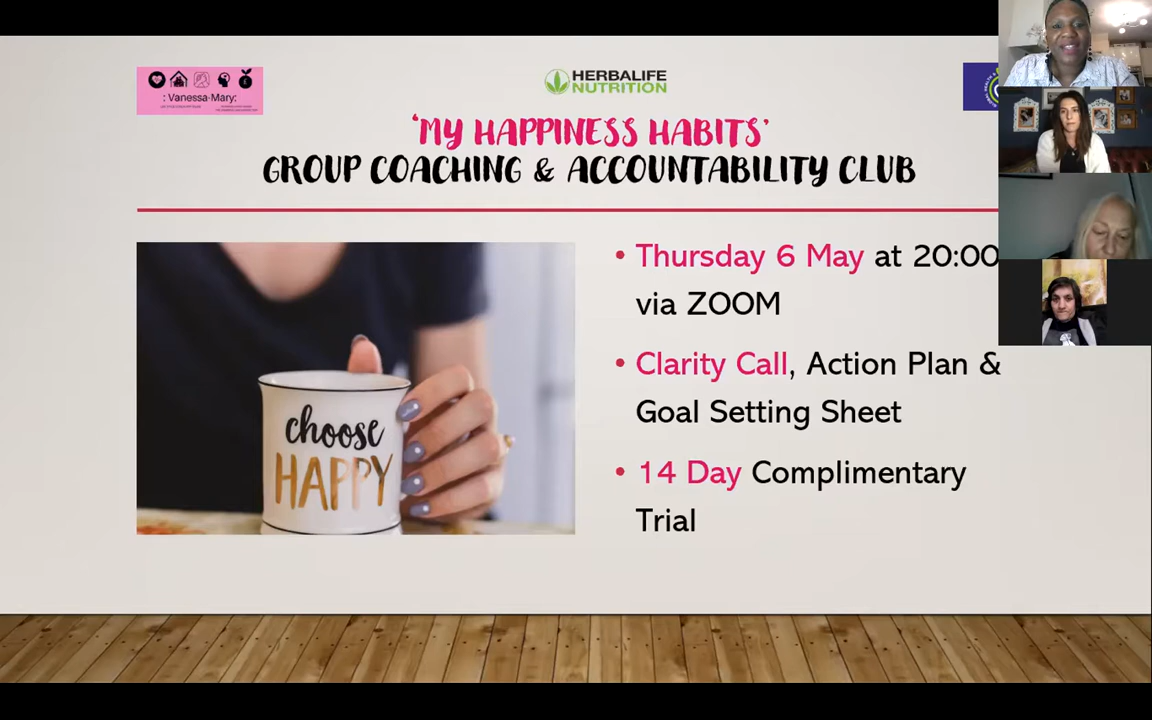 : Vanessa-Mary:
HERBALIFE
NUTRITION
‘MY HAPPINESS HABITS’
GROUP COACHING & ACCOUNTABILITY CLUB
• Thursday 6 May at 20:00
via ZOOM
• Clarity Call, Action Plan &
Goal Setting Sheet
• 14 Day Complimentary
Trial
choose
HAPPY